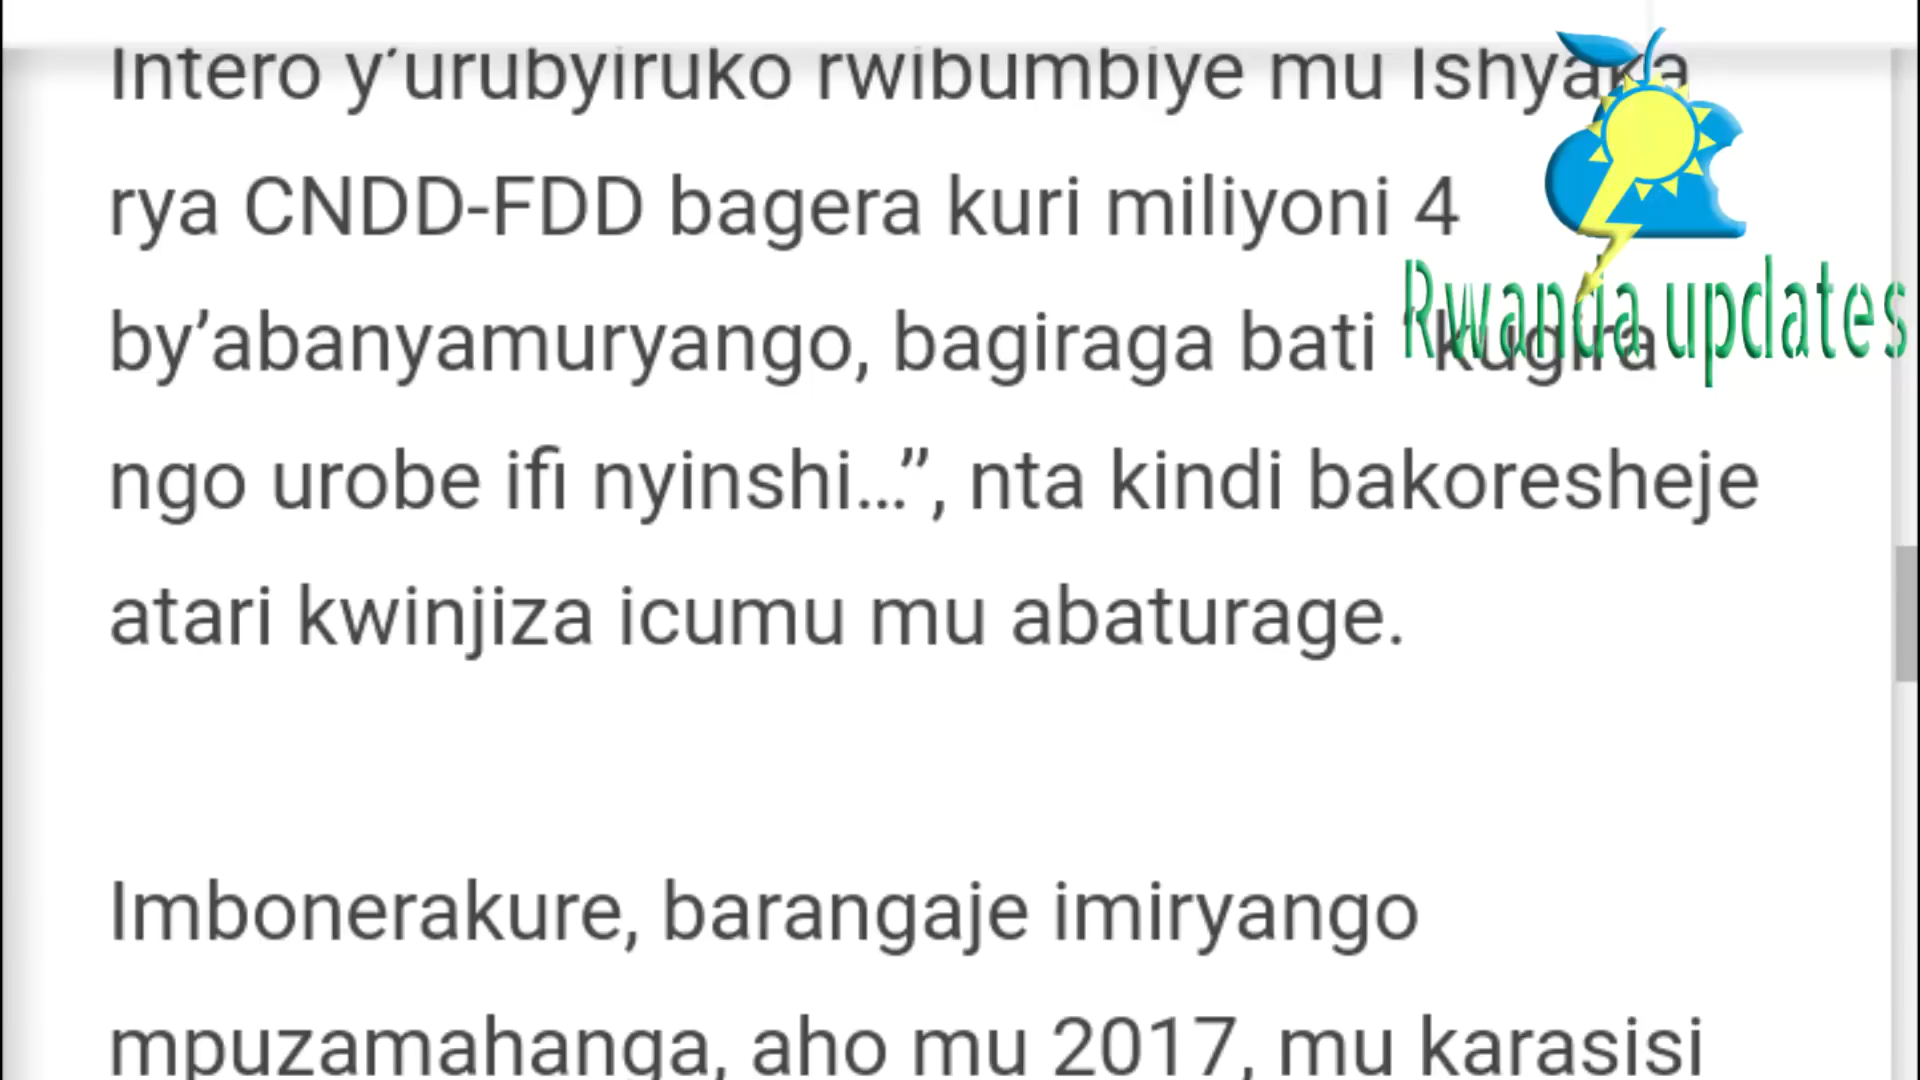 Intero y’urubyiruko rwibumbiye mu Ishyaka
rya CNDD-FDD bagera kuri miliyoni 4
by’abanyamuryango, bagiraga bati “kugira
ngo urobe ifi nyinshi...”, nta kindi bakoresheje
atari kwinjiza icumu mu abaturage.
Imbonerakure, barangaje imiryango
mpuzamahanga, aho mu 2017, mu karasisi
Rwanda updates